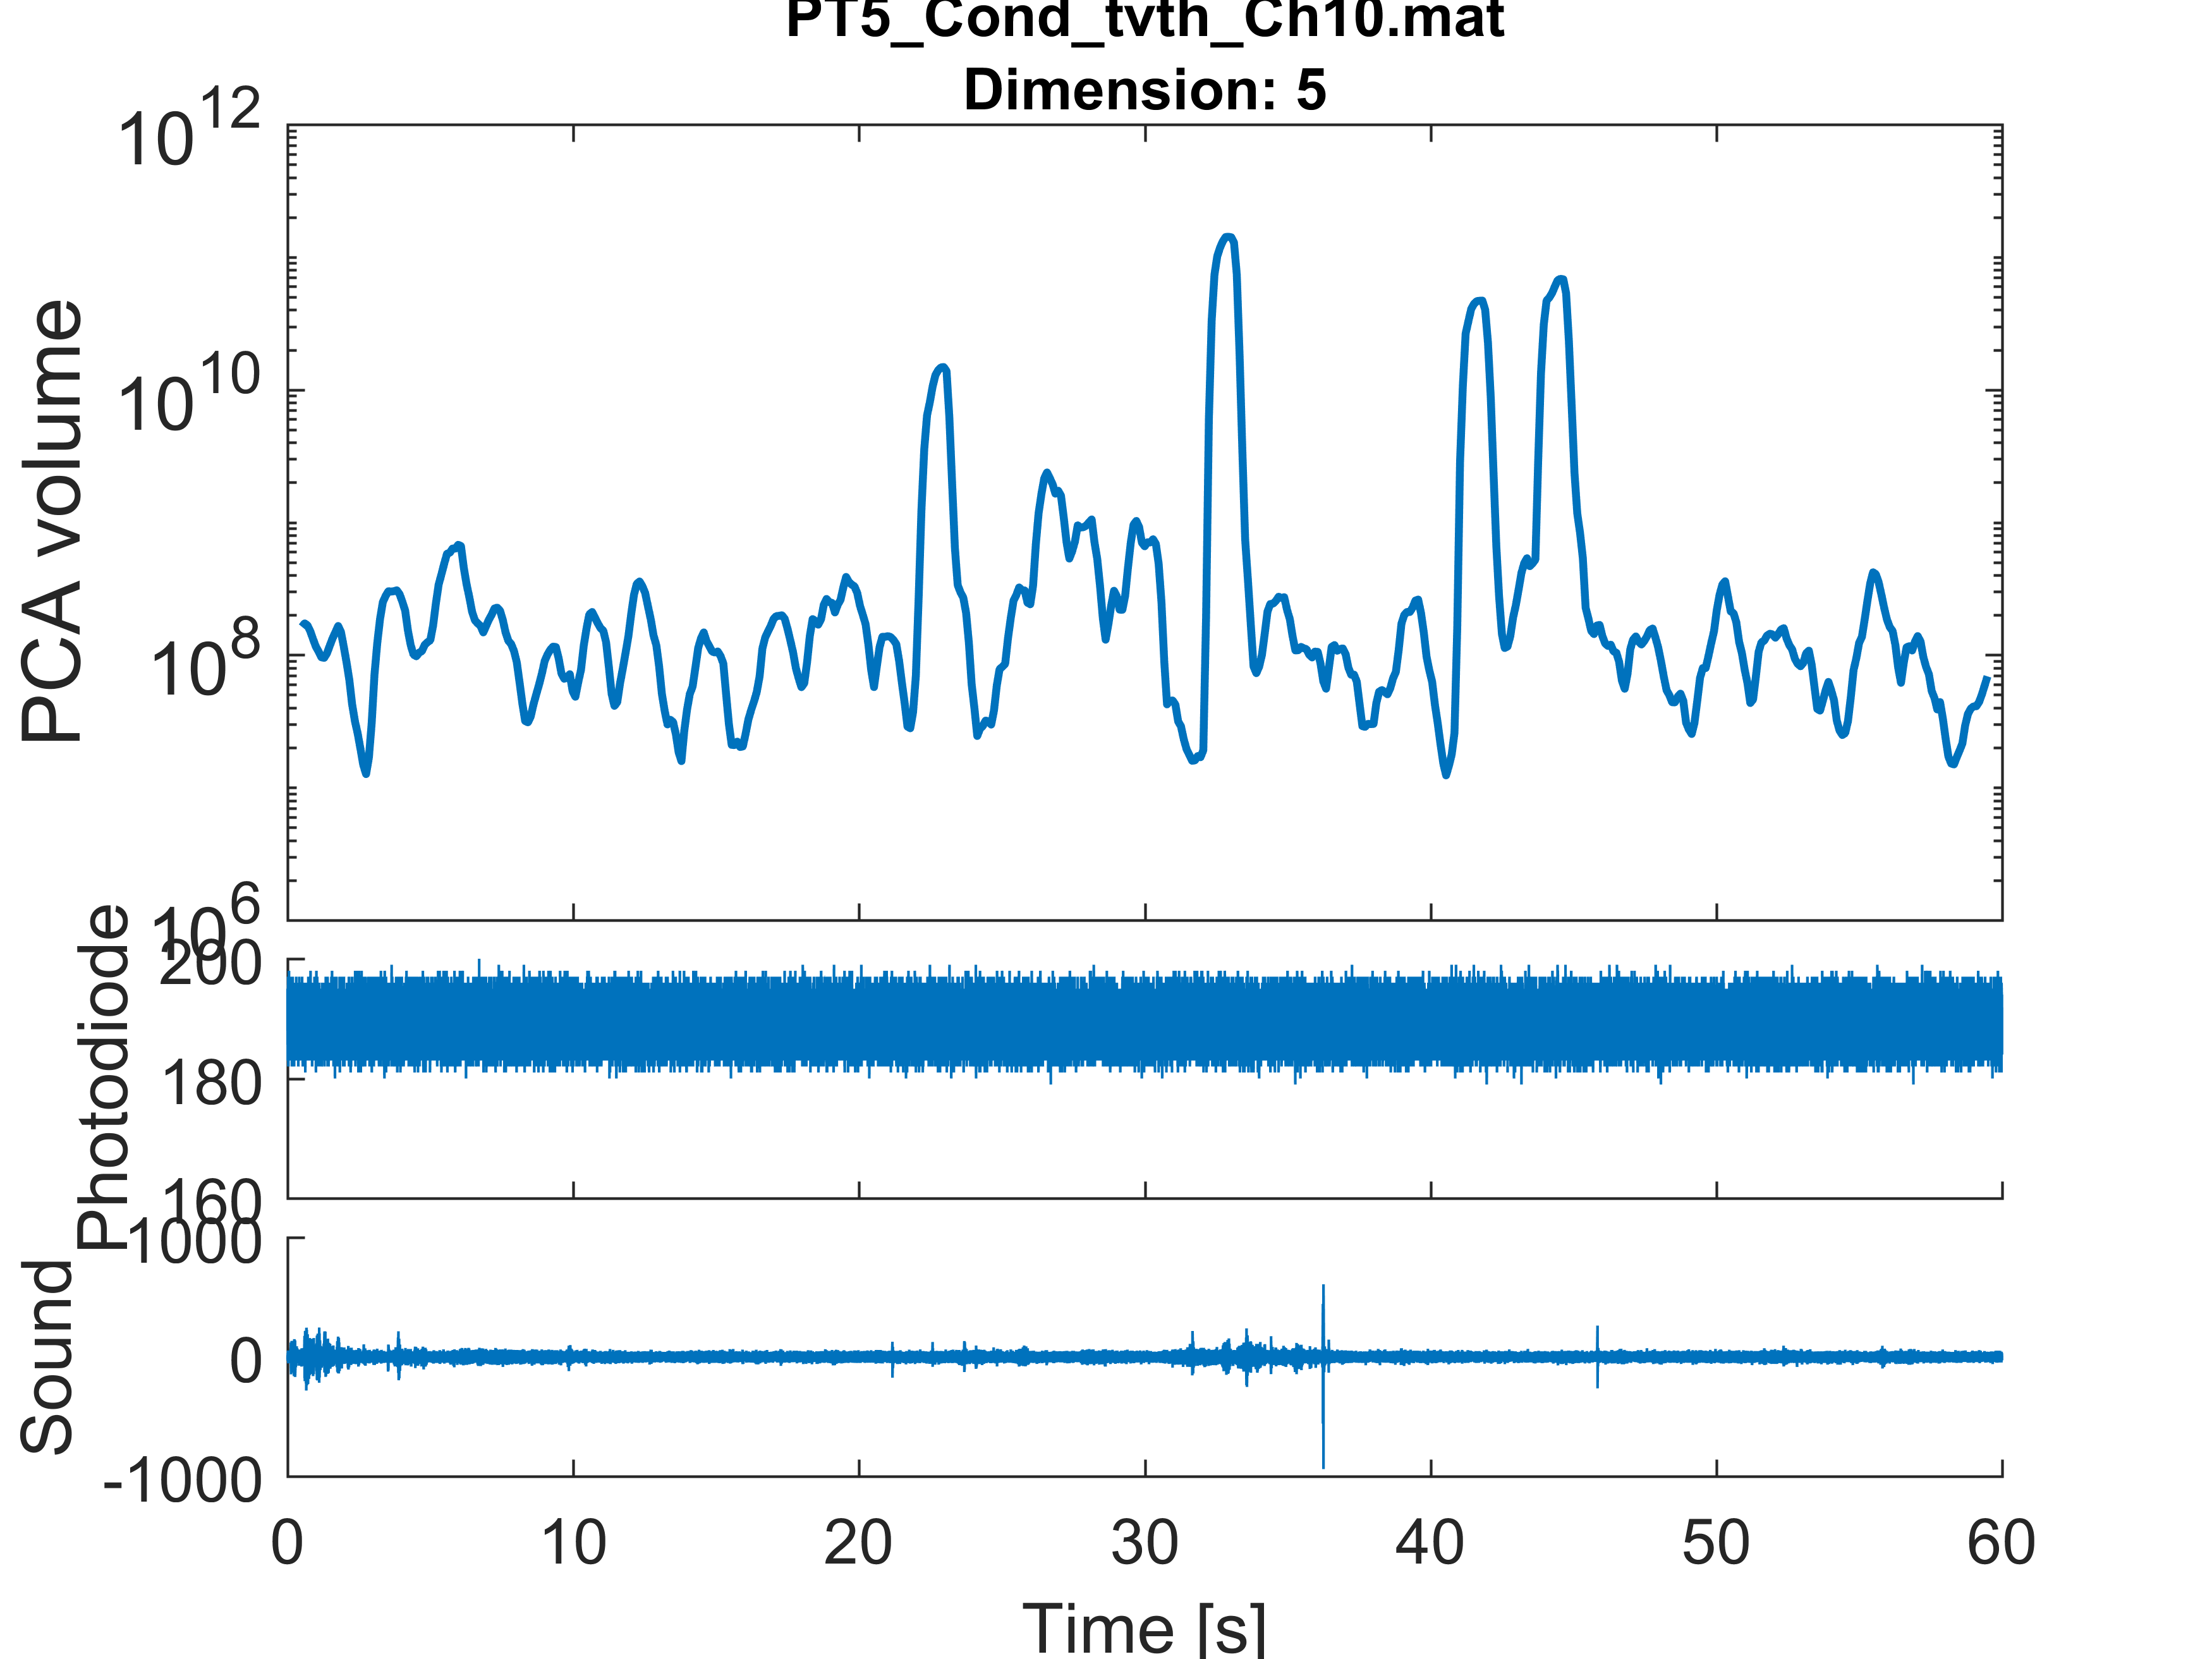 PT5_Cond_tvth_Ch10.mat
Dimension: 5
10^12
10^10
10^8
10^6
PCA volume
200
180
160
Photodiode
1000
0
-1000
Sound
0 10 20 30 40 50 60
Time [s]